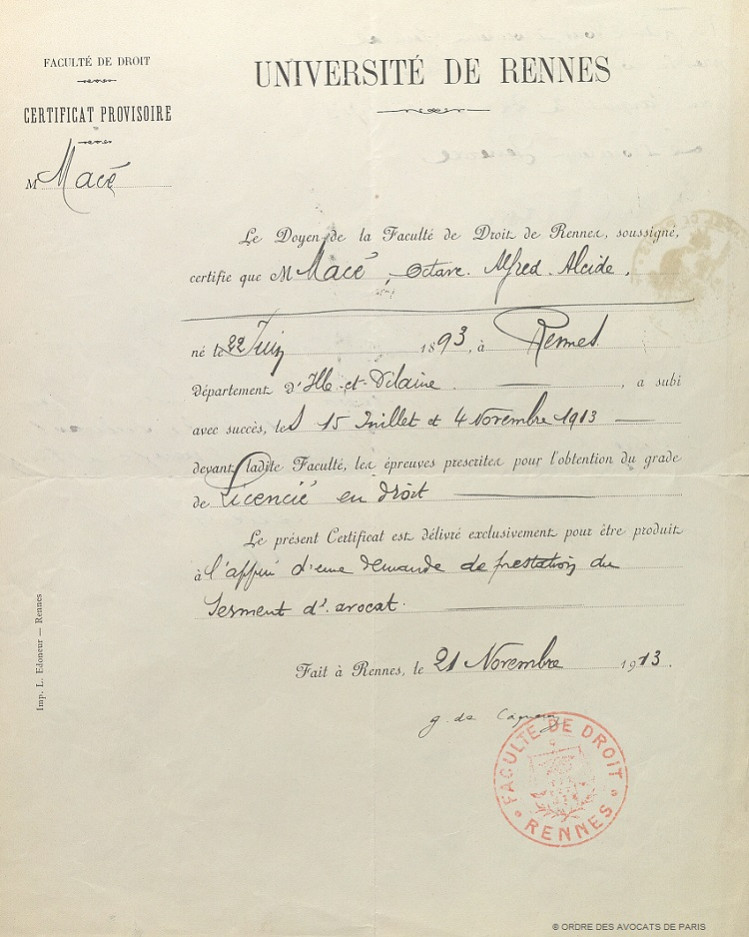 FACULTÉ DE DROIT
CERTIFICAT PROVISOIRE
M Macé
UNIVERSITÉ DE RENNES
Le Doyen de la Faculté de Droit de Rennes, soussigné,
certifie que M Macé, Octave Alfred Alcide,
né le 22 Juin 1893, à Rennes
département d'Ille-et-Vilaine, a subi
avec succès, les 15 Juillet et 4 Novembre 1913
devant ladite Faculté, les épreuves prescrites pour l'obtention du grade
de Licencié en droit
Le présent Certificat est délivré exclusivement pour être produit
à l'appui d'une demande de prestation du
Serment d'avocat.
Fait à Rennes, le 21 Novembre 1913.
g. de
FACULTÉ DE DROIT
RENNES
Imp. L. Edoneur — Rennes
© ORDRE DES AVOCATS DE PARIS